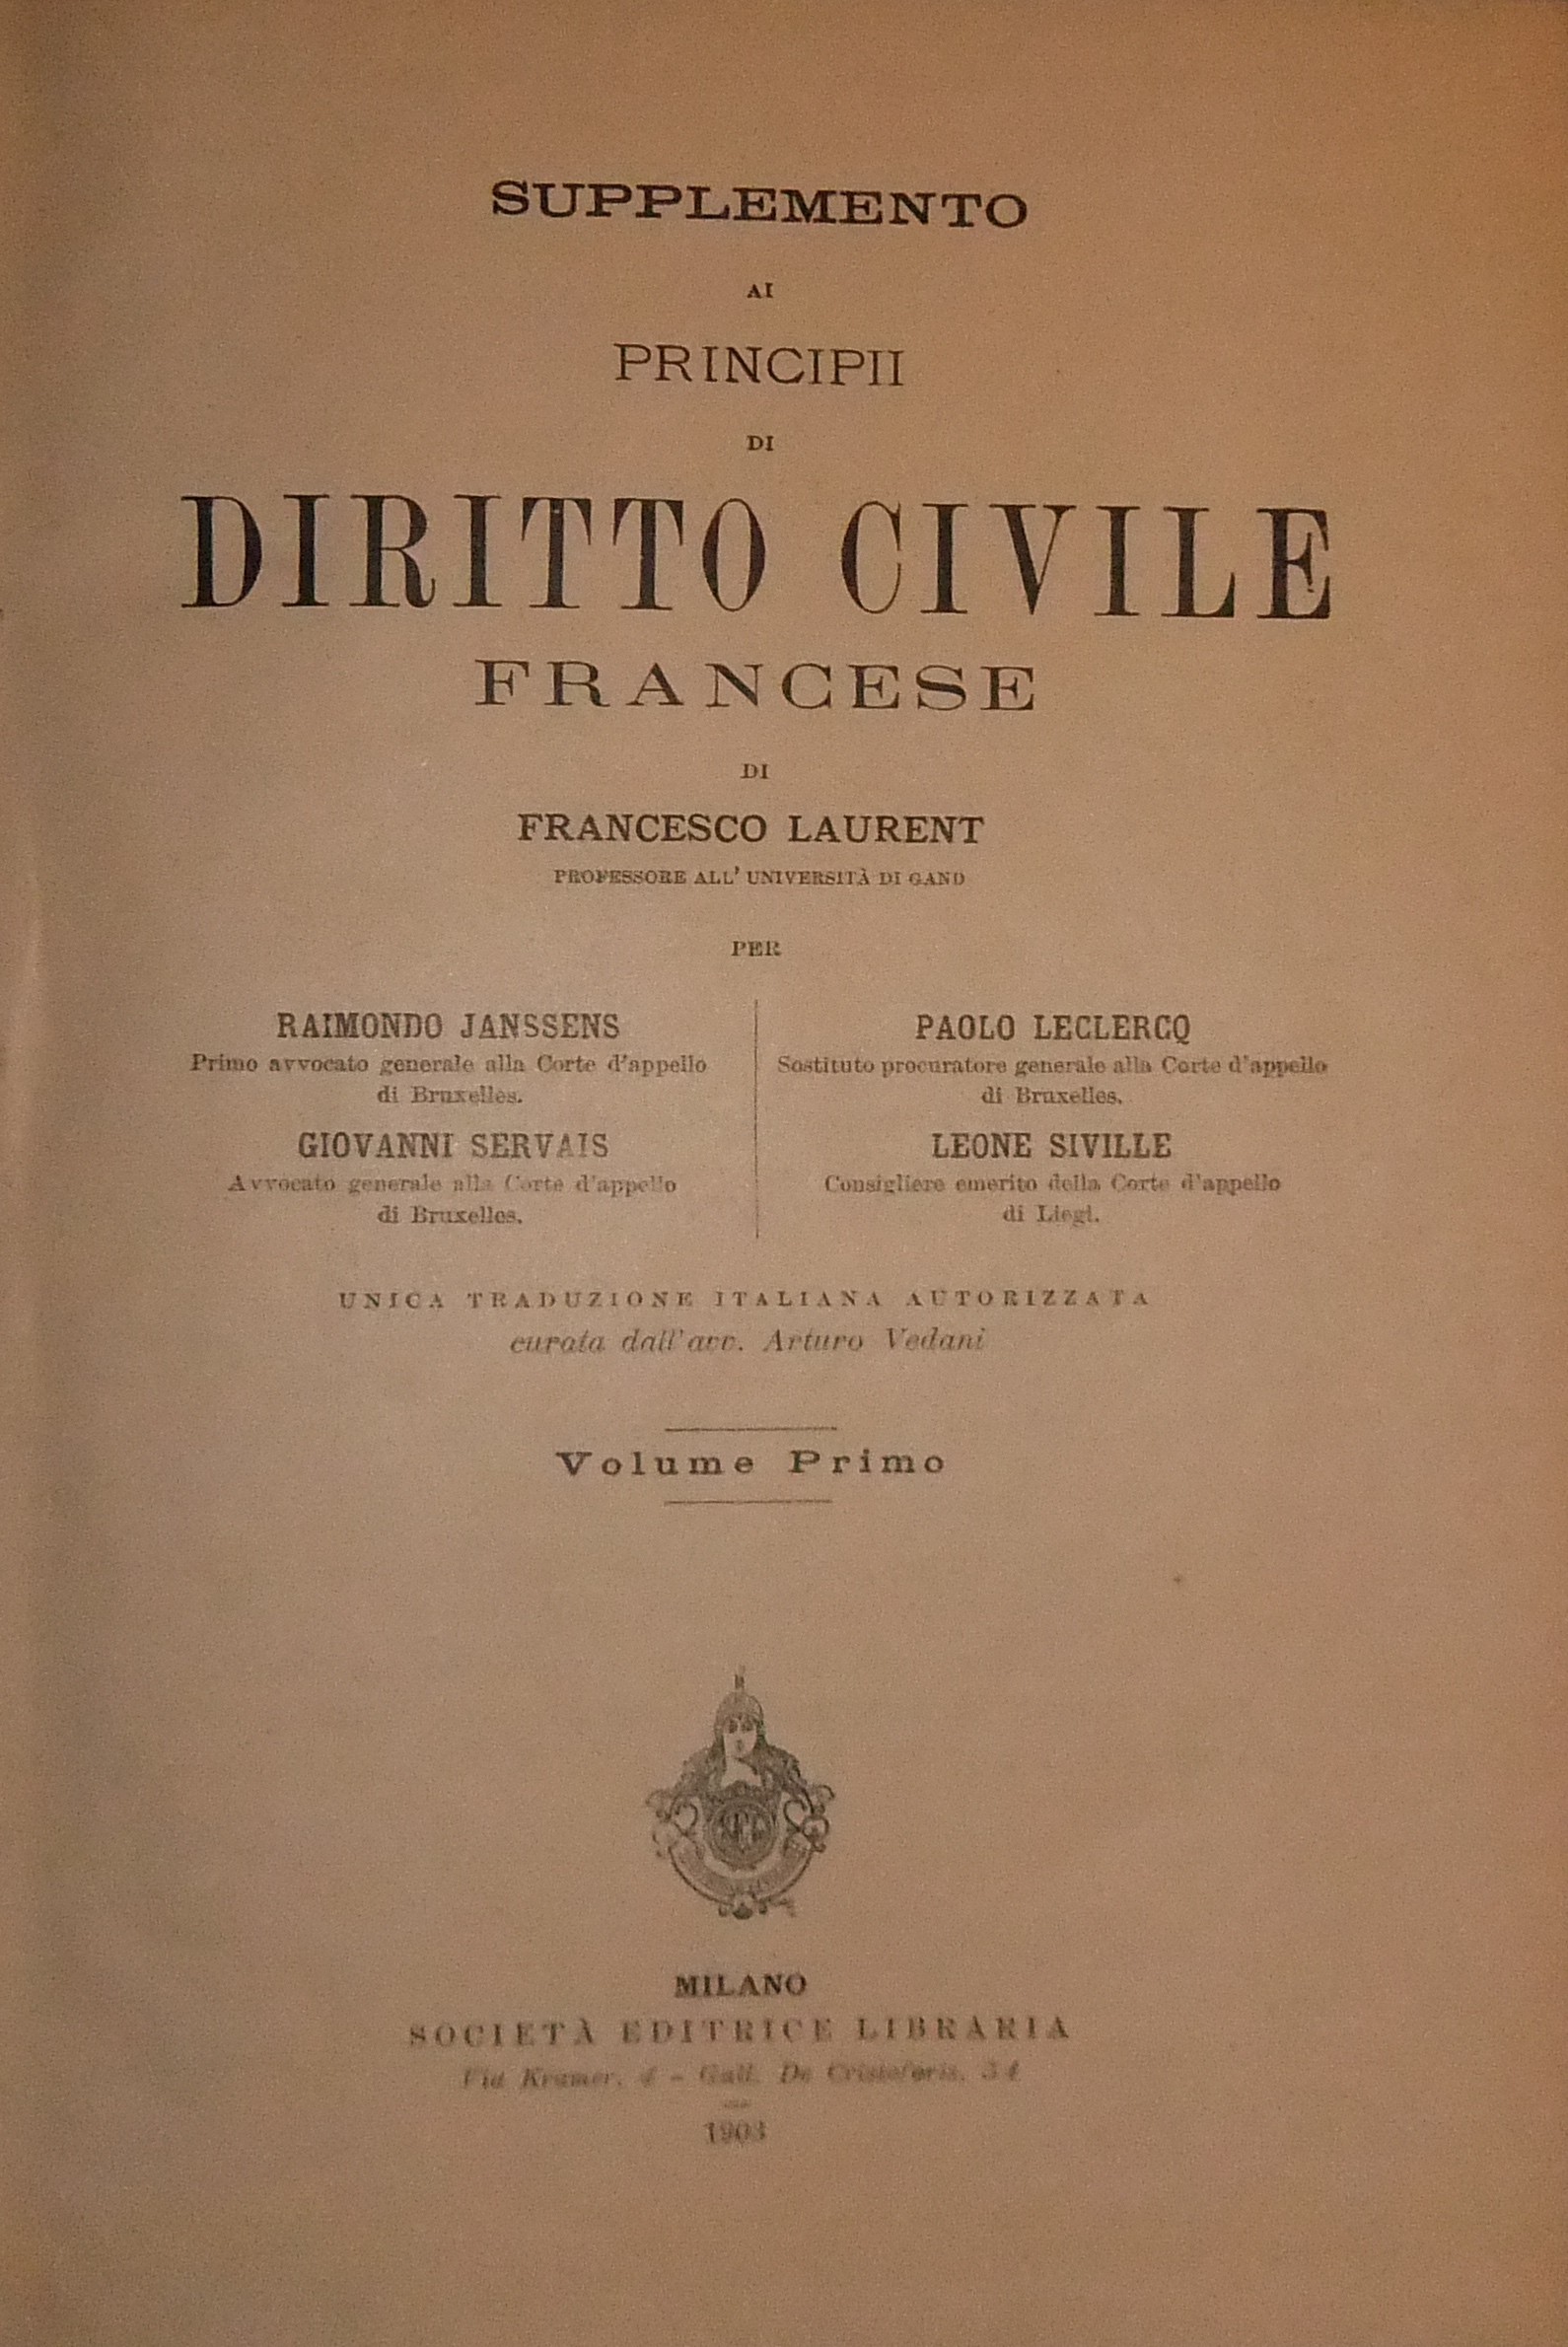 SUPPLEMENTO
AI
PRINCIPII
DI
DIRITTO CIVILE
FRANCESE
DI
FRANCESCO LAURENT
PROFESSORE ALL' UNIVERSITÀ DI GAND
PER
RAIMONDO JANSSENS
Primo avvocato generale alla Corte d'appello
di Bruxelles.
GIOVANNI SERVAIS
Avvocato generale alla Corte d'appello
di Bruxelles.
PAOLO LECLERCQ
Sostituto procuratore generale alla Corte d'appello
di Bruxelles.
LEONE SIVILLE
Consigliere emerito della Corte d'appello
di Liegi.
UNICA TRADUZIONE ITALIANA AUTORIZZATA
curata dall'avv. Arturo Vedani
Volume Primo
MILANO
SOCIETÀ EDITRICE LIBRARIA
Via Kramer, 4 - Gall. De Cristoforis, 54
1903